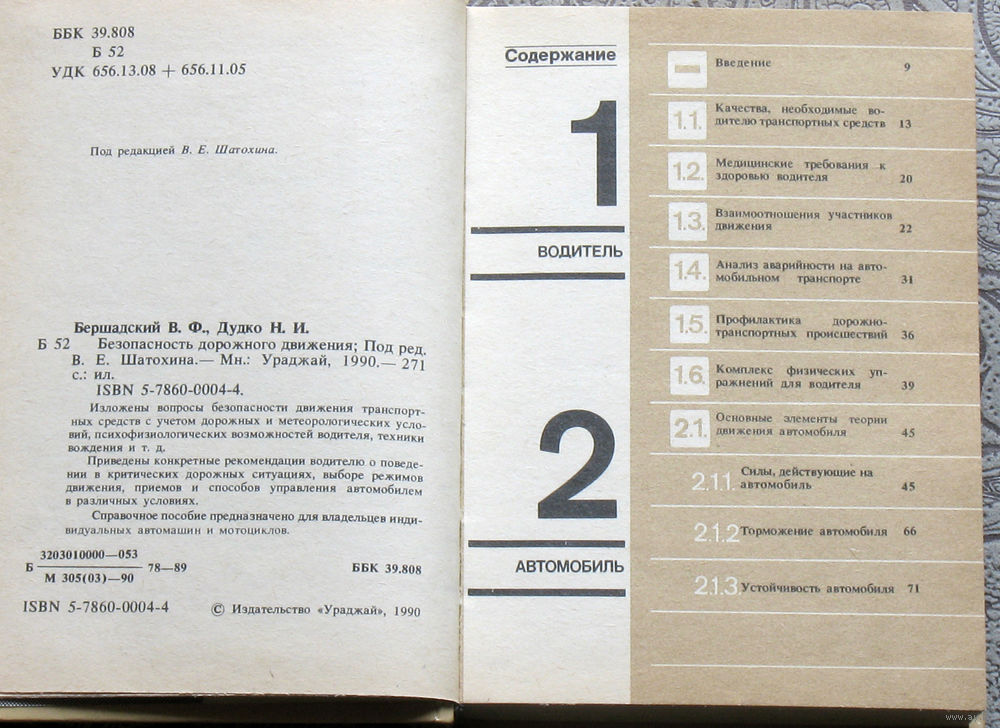 ББК 39.808
Б 52
УДК 656.13.08 + 656.11.05
Под редакцией В. Е. Шатохина.
Бершадский В. Ф., Дудко Н. И.
Б 52 Безопасность дорожного движения; Под ред.
В. Е. Шатохина.— Мн.: Ураджай, 1990.— 271
с.: ил.
ISBN 5-7860-0004-4.
Изложены вопросы безопасности движения транспорт-
ных средств с учетом дорожных и метеорологических усло-
вий, психофизиологических возможностей водителя, техники
вождения и т. д.
Приведены конкретные рекомендации водителю о поведе-
нии в критических дорожных ситуациях, выборе режимов
движения, приемов и способов управления автомобилем
в различных условиях.
Справочное пособие предназначено для владельцев инди-
видуальных автомашин и мотоциклов.
3203010000—053
Б 78—89 ББК 39.808
М 305(03)—90
ISBN 5-7860-0004-4 © Издательство «Ураджай», 1990
Содержание
1
ВОДИТЕЛЬ
2
АВТОМОБИЛЬ
Введение 9
1.1. Качества, необходимые во-
дителю транспортных средств 13
1.2. Медицинские требования к
здоровью водителя 20
1.3. Взаимоотношения участников
движения 22
1.4. Анализ аварийности на авто-
мобильном транспорте 31
1.5. Профилактика дорожно-
транспортных происшествий 36
1.6. Комплекс физических уп-
ражнений для водителя 39
2.1. Основные элементы теории
движения автомобиля 45
2.1.1. Силы, действующие на
автомобиль 45
2.1.2 Торможение автомобиля 66
2.1.3. Устойчивость автомобиля 71